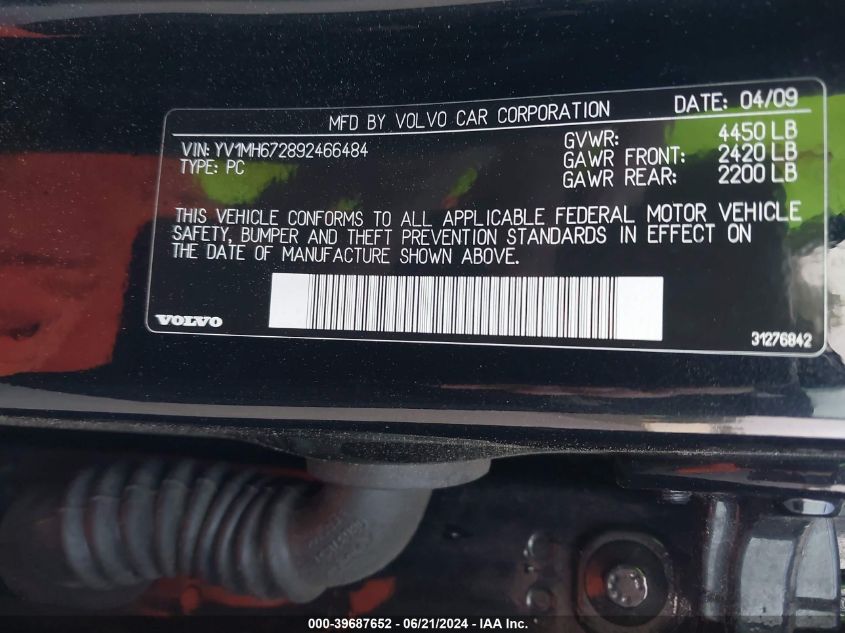 MFD BY VOLVO CAR CORPORATION DATE: 04/09
VIN: YV1MH672892466484 GVWR: 4450 LB
TYPE: PC GAWR FRONT: 2420 LB
GAWR REAR: 2200 LB
THIS VEHICLE CONFORMS TO ALL APPLICABLE FEDERAL MOTOR VEHICLE
SAFETY, BUMPER AND THEFT PREVENTION STANDARDS IN EFFECT ON
THE DATE OF MANUFACTURE SHOWN ABOVE.
VOLVO 31276842
000-39687652 - 06/21/2024 - IAA Inc.